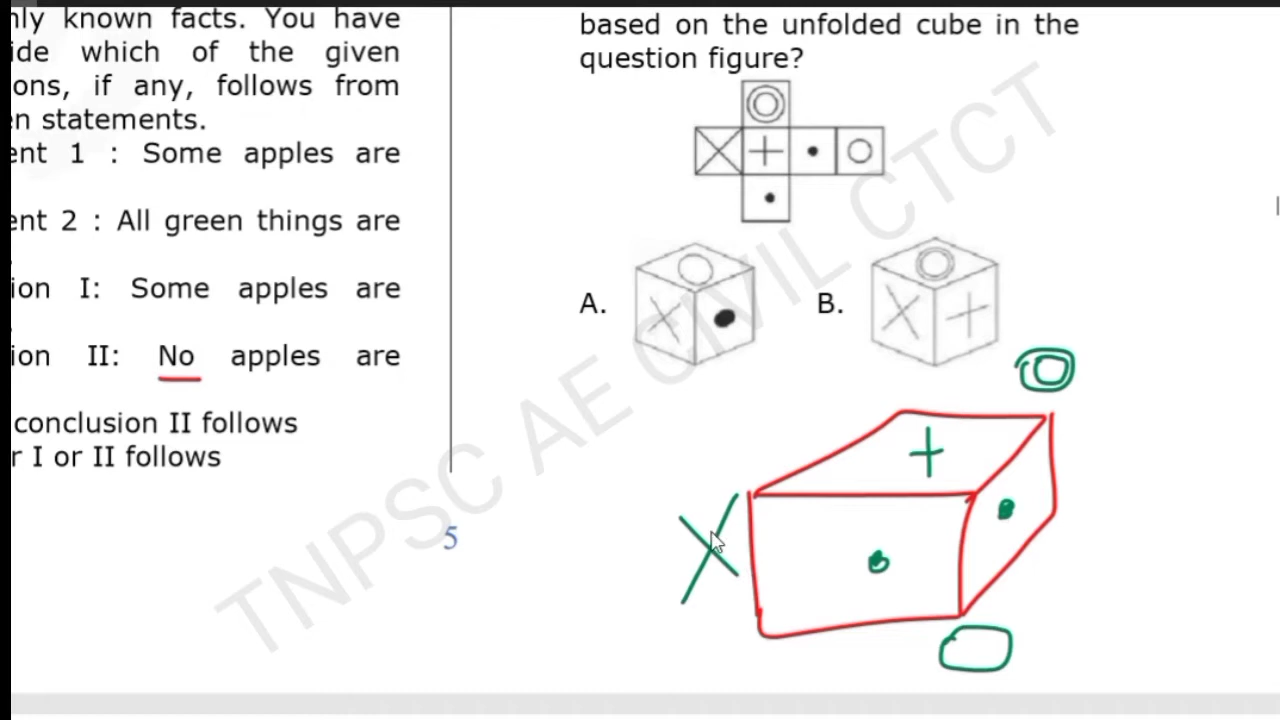 nly known facts. You have
ide which of the given
ons, if any, follows from
n statements.
ent 1 : Some apples are
ent 2 : All green things are
ion I: Some apples are
ion II: No apples are
conclusion II follows
r I or II follows
5
based on the unfolded cube in the
question figure?
A.
B.
TNPSC AE CIVIL CTCT